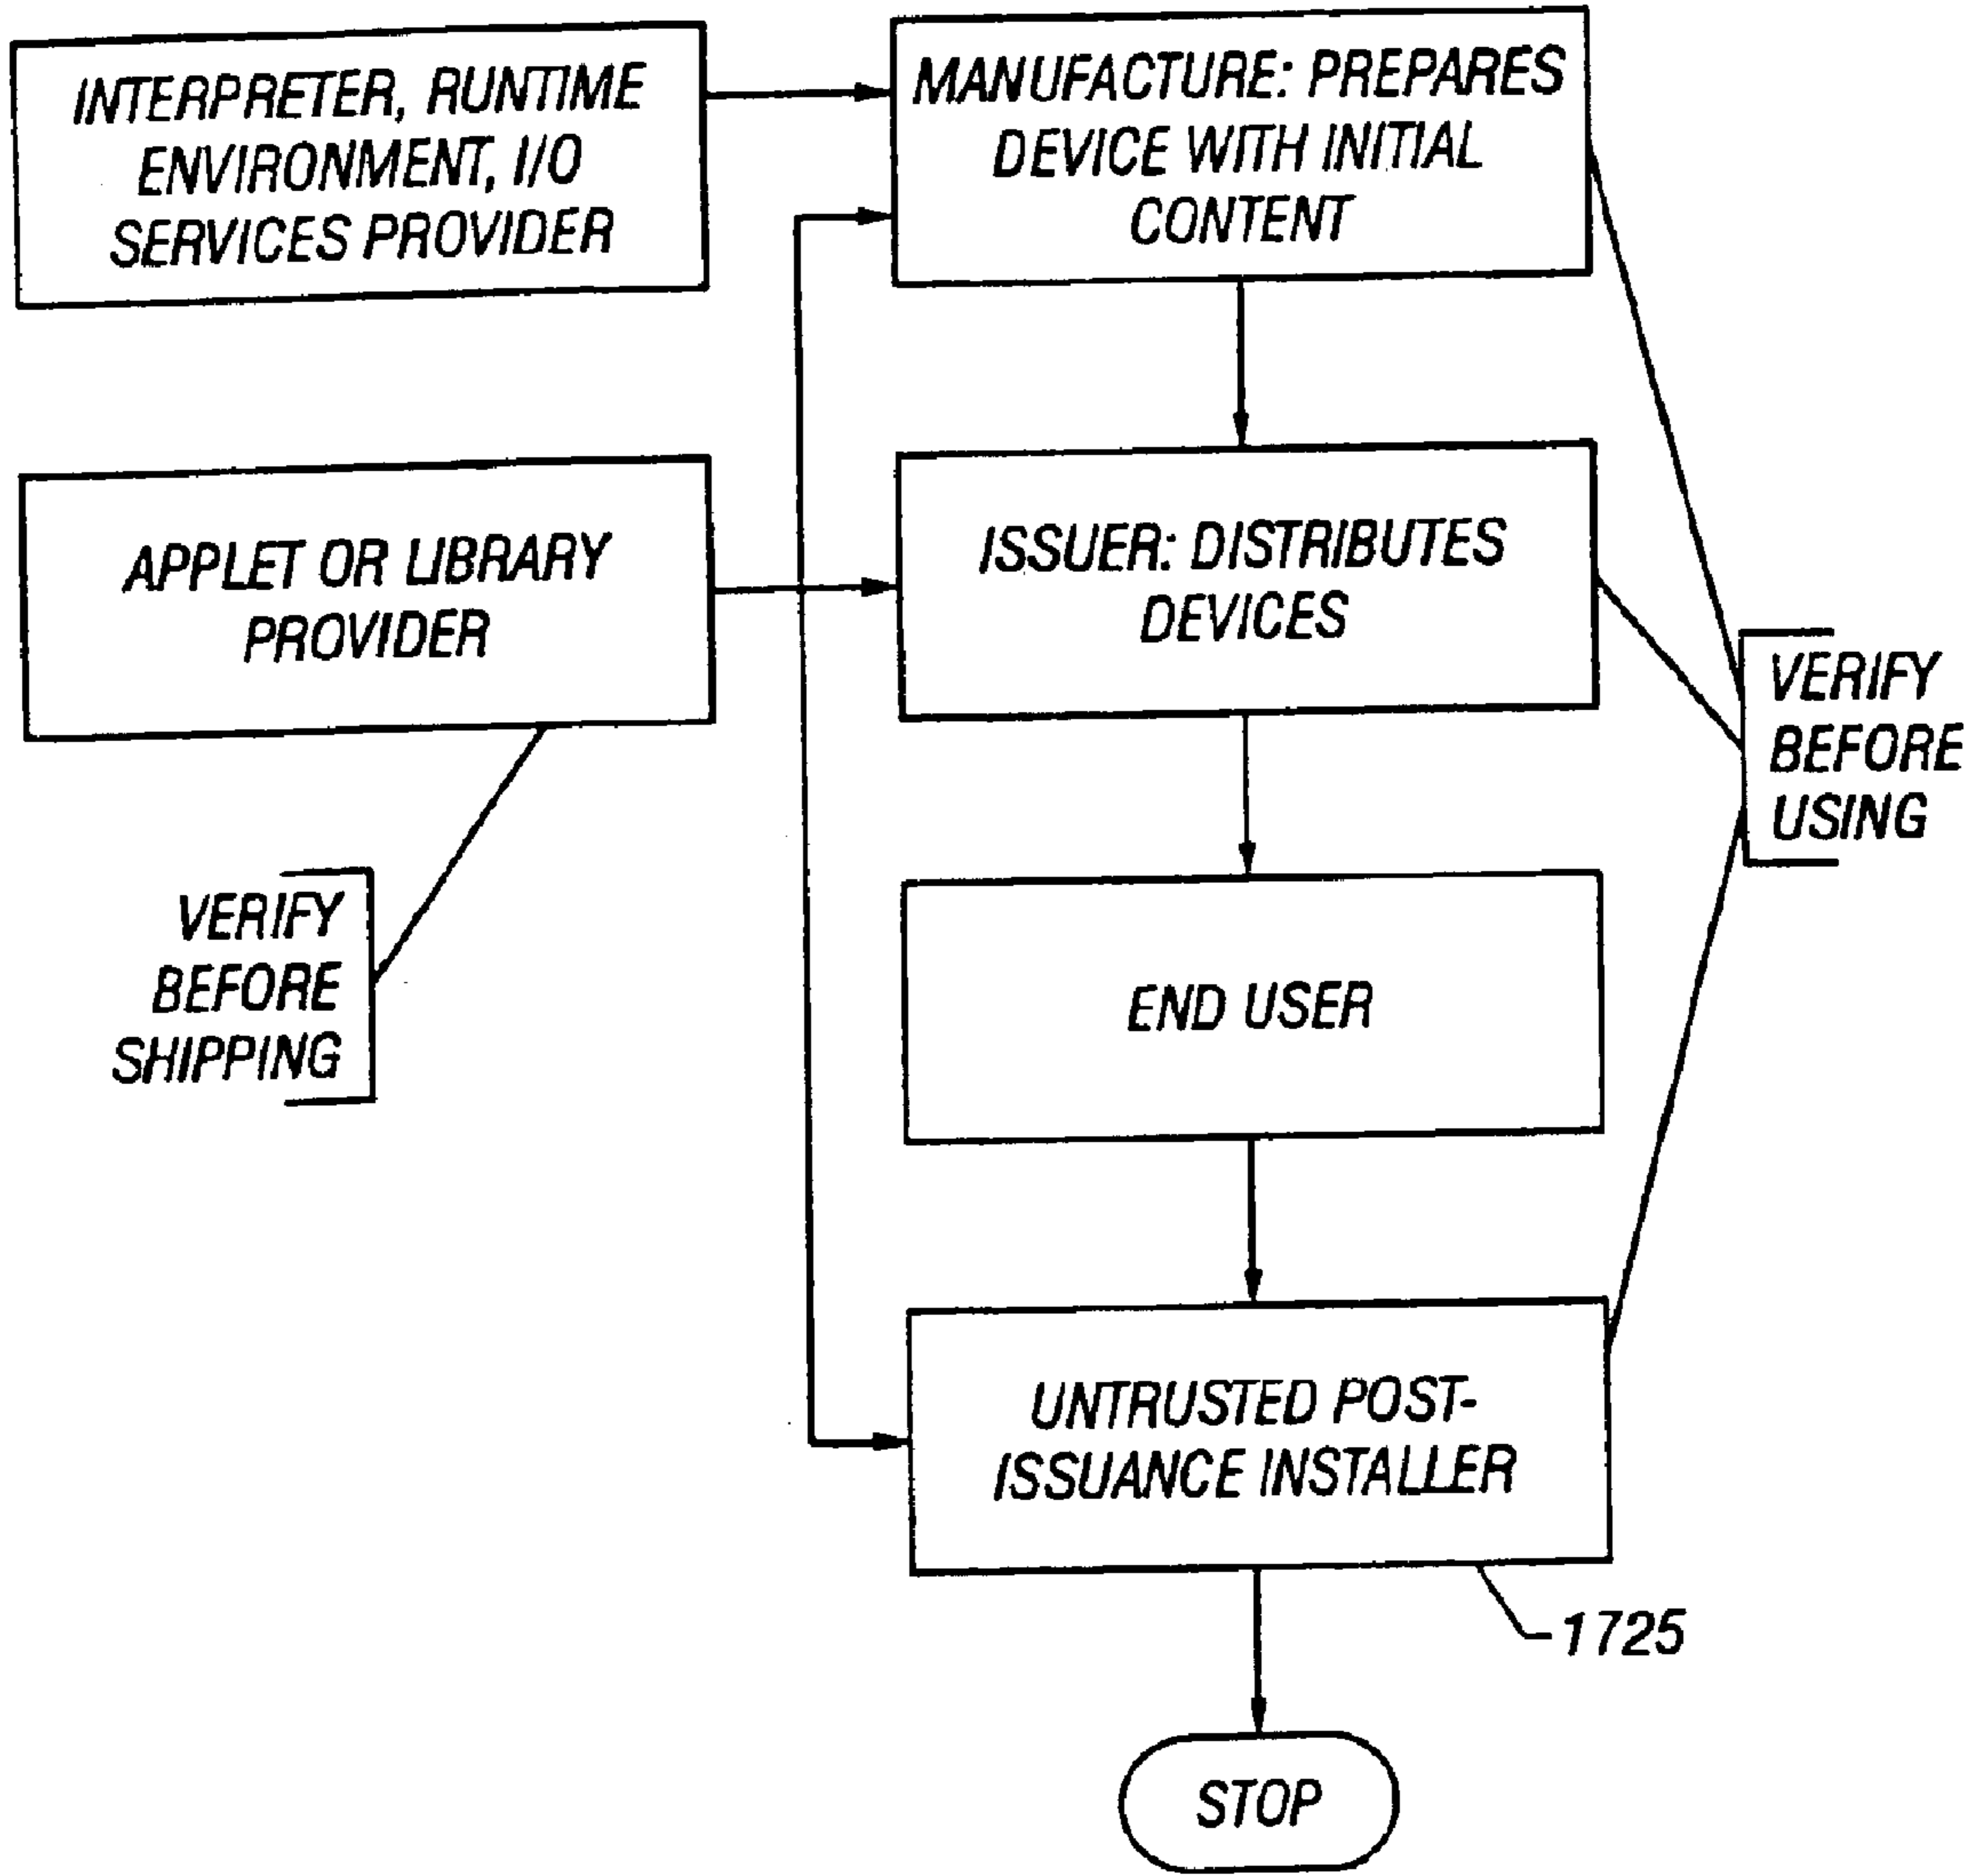 INTERPRETER, RUNTIME
ENVIRONMENT, I/O
SERVICES PROVIDER
MANUFACTURE: PREPARES
DEVICE WITH INITIAL
CONTENT
APPLET OR LIBRARY
PROVIDER
ISSUER: DISTRIBUTES
DEVICES
VERIFY
BEFORE
USING
VERIFY
BEFORE
SHIPPING
END USER
UNTRUSTED POST-
ISSUANCE INSTALLER
1725
STOP